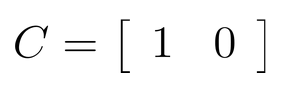 C = [ 1 0 ]